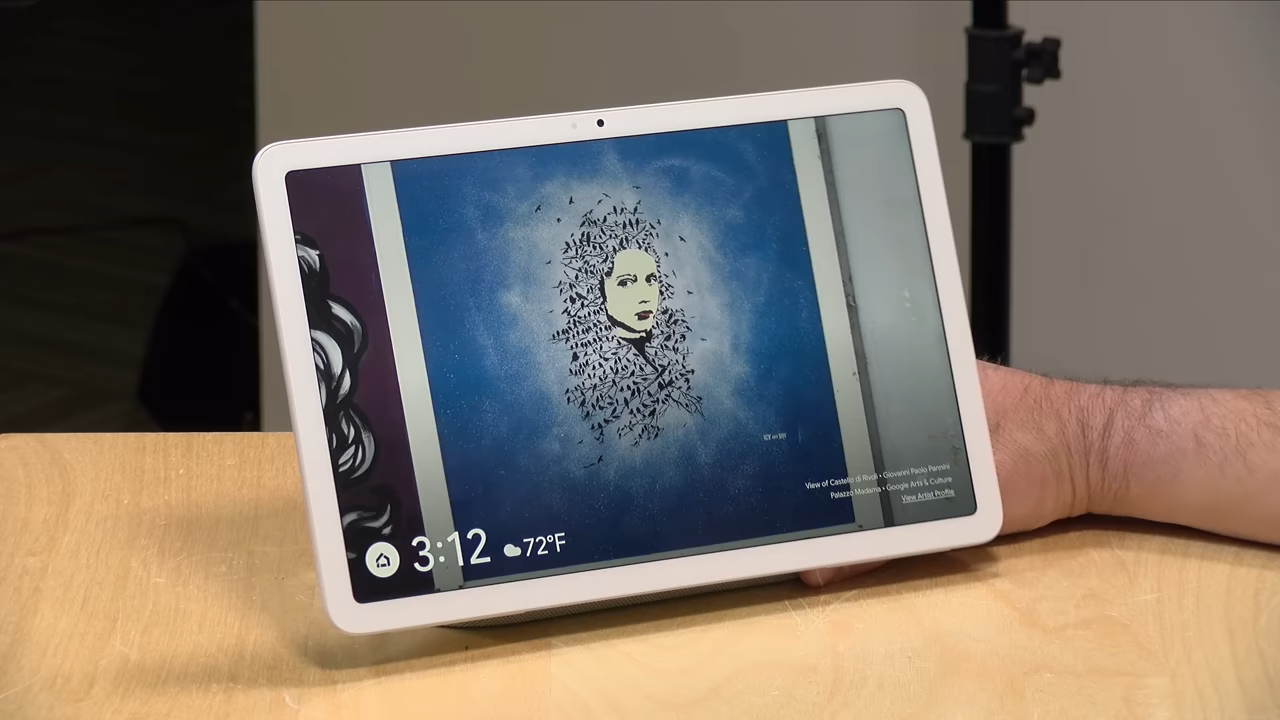 View of Castello di Rivoli • Giovanni Paolo Pannini
Palazzo Madama • Google Arts & Culture
View Artist Profile
3:12 72°F